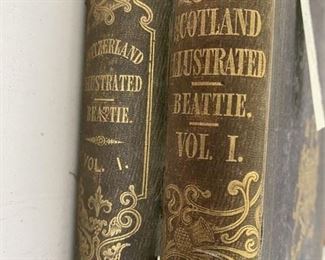 SWITZERLAND
ILLUSTRATED
BEATTIE.
VOL. I.
SCOTLAND
ILLUSTRATED
BEATTIE.
VOL. I.